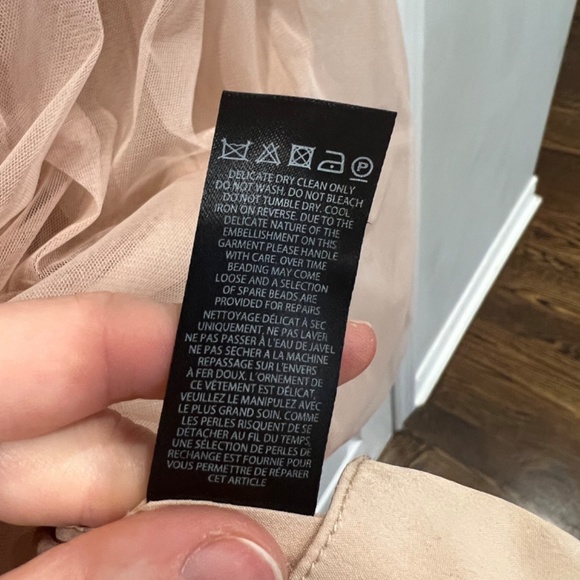 P
DELICATE DRY CLEAN ONLY
DO NOT WASH. DO NOT BLEACH
DO NOT TUMBLE DRY. COOL
IRON ON REVERSE. DUE TO THE
DELICATE NATURE OF THE
EMBELLISHMENT ON THIS
GARMENT PLEASE HANDLE
WITH CARE. OVER TIME
BEADING MAY COME
LOOSE AND A SELECTION
OF SPARE BEADS ARE
PROVIDED FOR REPAIRS
NETTOYAGE DÉLICAT À SEC
UNIQUEMENT, NE PAS LAVER
NE PAS PASSER À L'EAU DE JAVEL
NE PAS SECHER A LA MACHINE
REPASSAGE SUR L'ENVERS
À FER DOUX. L'ORNEMENT DE
CE VÊTEMENT EST DÉLICAT,
VEUILLEZ LE MANIPULEZ AVEC
LE PLUS GRAND SOIN. COMME
LES PERLES RISQUENT DE SE
DETACHER AU FIL DU TEMPS,
UNE SÉLECTION DE PERLES DE
RECHANGE EST FOURNIE POUR
VOUS PERMETTRE DE RÉPARER
CET ARTICLE